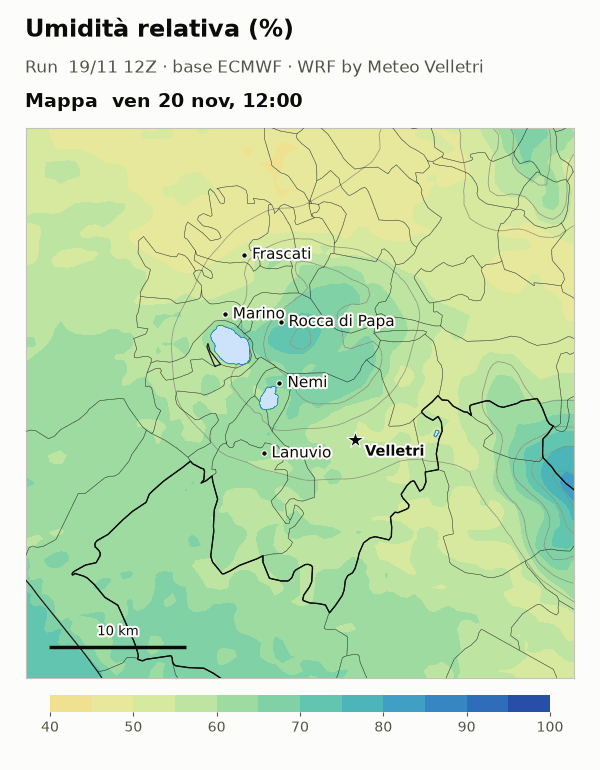 Umidità relativa (%)
Run  19/11 12Z · base ECMWF · WRF by Meteo Velletri
Mappa  ven 20 nov, 12:00
Frascati
Marino
Rocca di Papa
Nemi
Velletri
Lanuvio
10 km
40 50 60 70 80 90 100